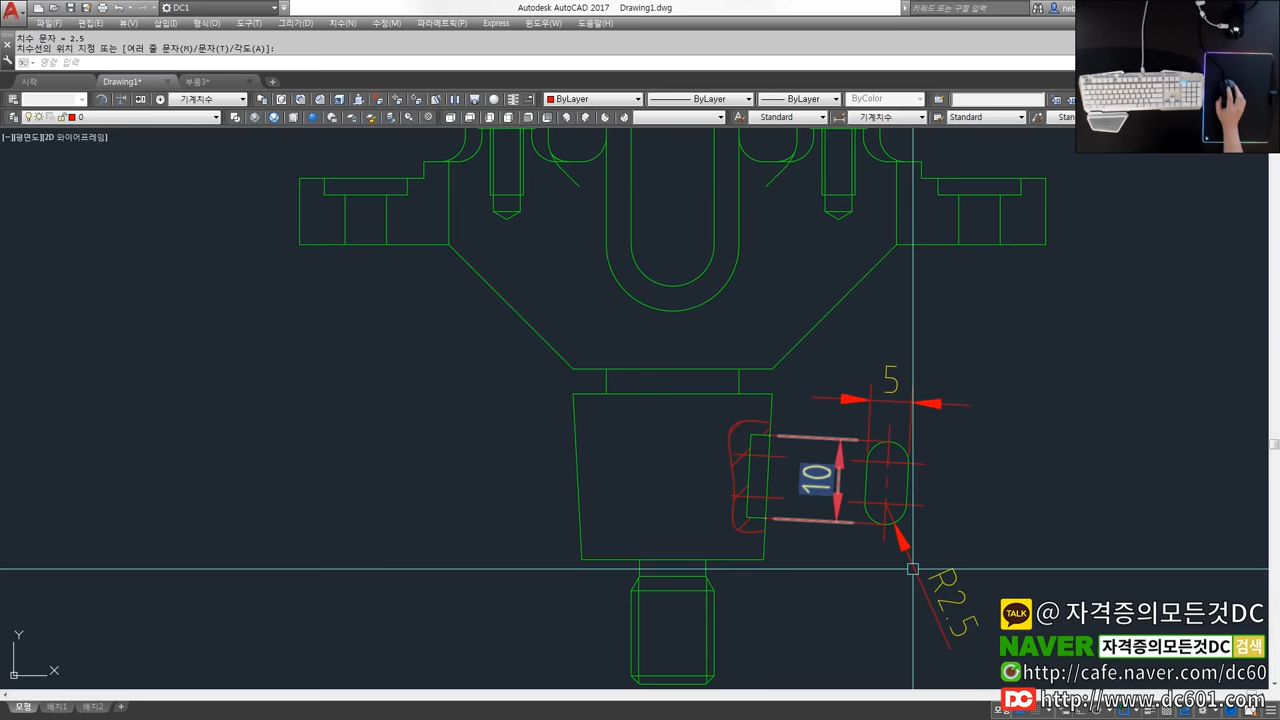 Autodesk AutoCAD 2017 Drawing1.dwg
DC1
키워드 또는 구절 입력
파일(F) 편집(E) 뷰(V) 삽입(I) 형식(O) 도구(T) 그리기(D) 치수(N) 수정(M) 파라메트릭(P) Express 윈도우(W) 도움말(H)
치수 문자 = 2.5
치수선의 위치 지정 또는 [여러 줄 문자(M)/문자(T)/각도(A)]:
명령 입력
시작 Drawing1* 부품3*
기계치수 ByLayer ByLayer ByLayer ByColor
0 Standard 기계치수 Standard
[−][평면도][2D 와이어프레임]
5
10
R2.5
Y
X
TALK @ 자격증의모든것DC
NAVER 자격증의모든것DC 검색
http://cafe.naver.com/dc60
DC http://www.dc601.com
모형 배치1 배치2